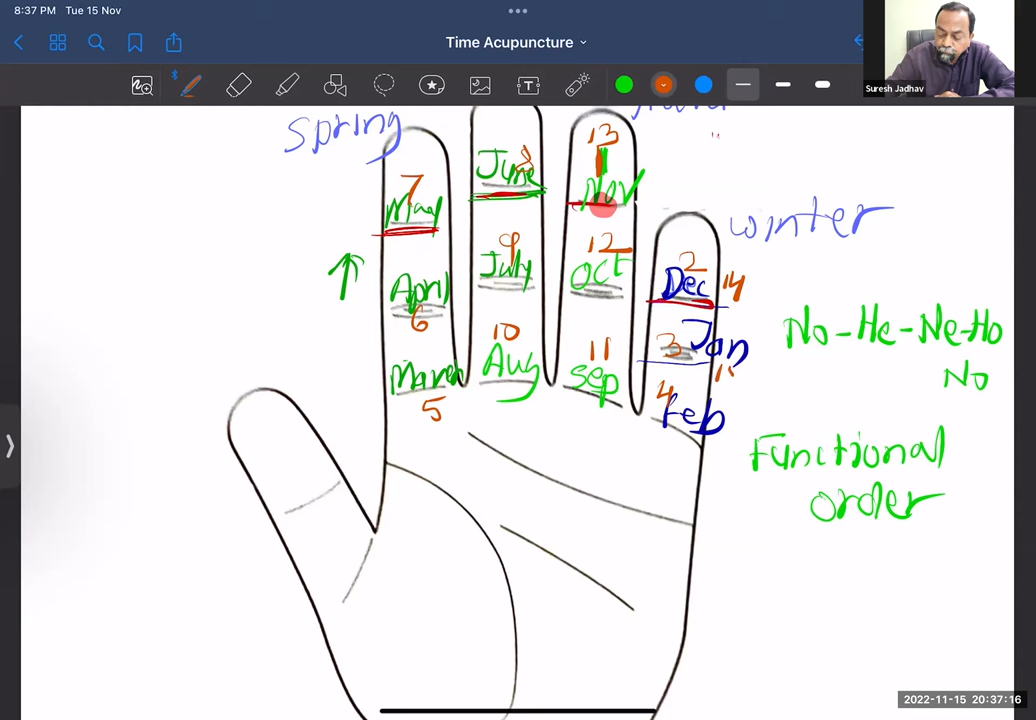 8:37 PM Tue 15 Nov
Time Acupuncture
Suresh Jadhav
Spring
13
June 8
7
May
Nov
winter
9
July
12
Oct
2
Dec
14
April
6
3
Jan
No-He-Ne-Ho
No
10
Aug
11
Sep
March
5
4
Feb
Functional
order
2022-11-15 20:37:16